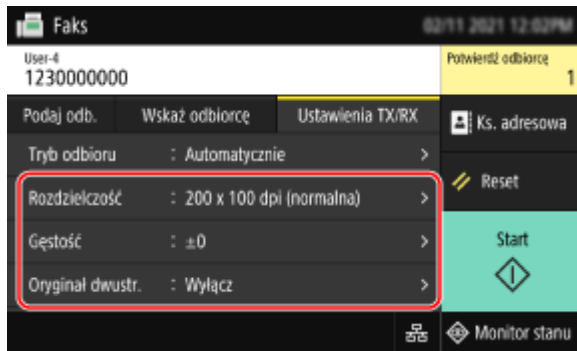 Faks
02/11 2021 12:02PM
User-4
1230000000
Potwierdź odbiorcę
1
Podaj odb.
Wskaż odbiorcę
Ustawienia TX/RX
Ks. adresowa
Tryb odbioru : Automatycznie
Reset
Rozdzielczość : 200 x 100 dpi (normalna)
Gęstość : ±0
Start
Oryginał dwustr. : Wyłącz
Monitor stanu